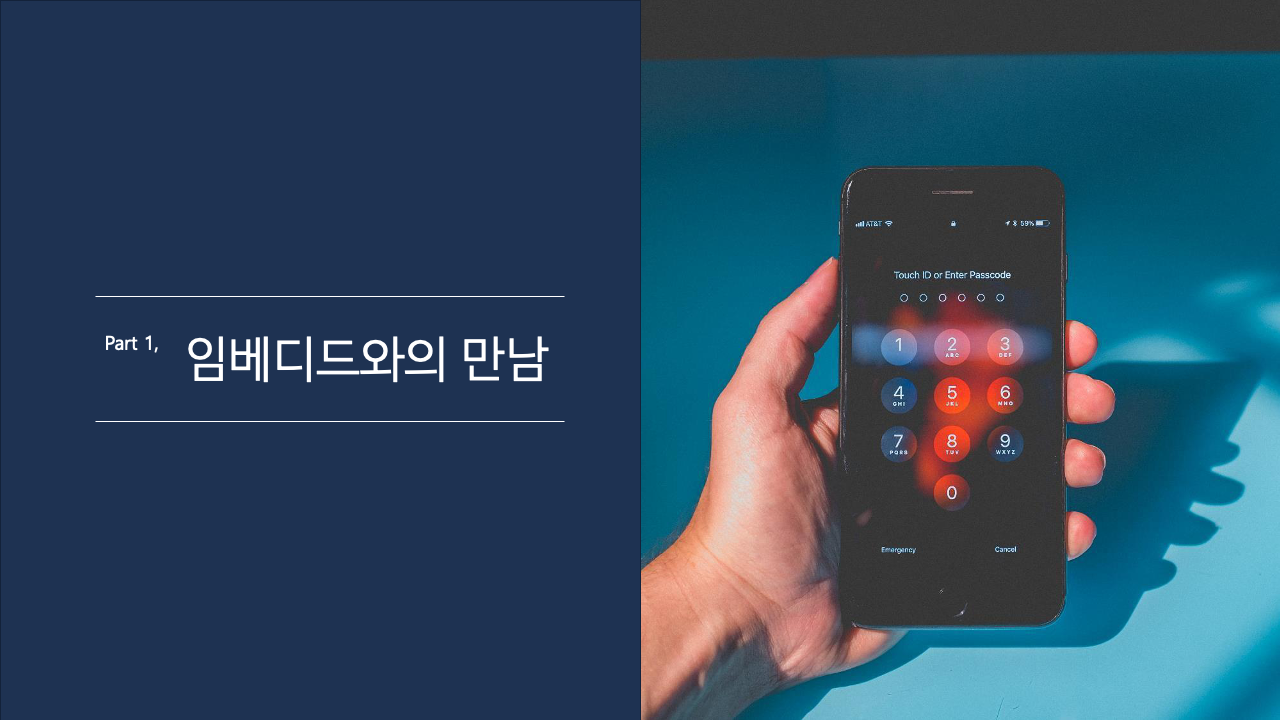 Part 1, 임베디드와의 만남
AT&T 59%
Touch ID or Enter Passcode
1 2 3
ABC DEF
4 5 6
GHI JKL MNO
7 8 9
PQRS TUV WXYZ
0
Emergency Cancel